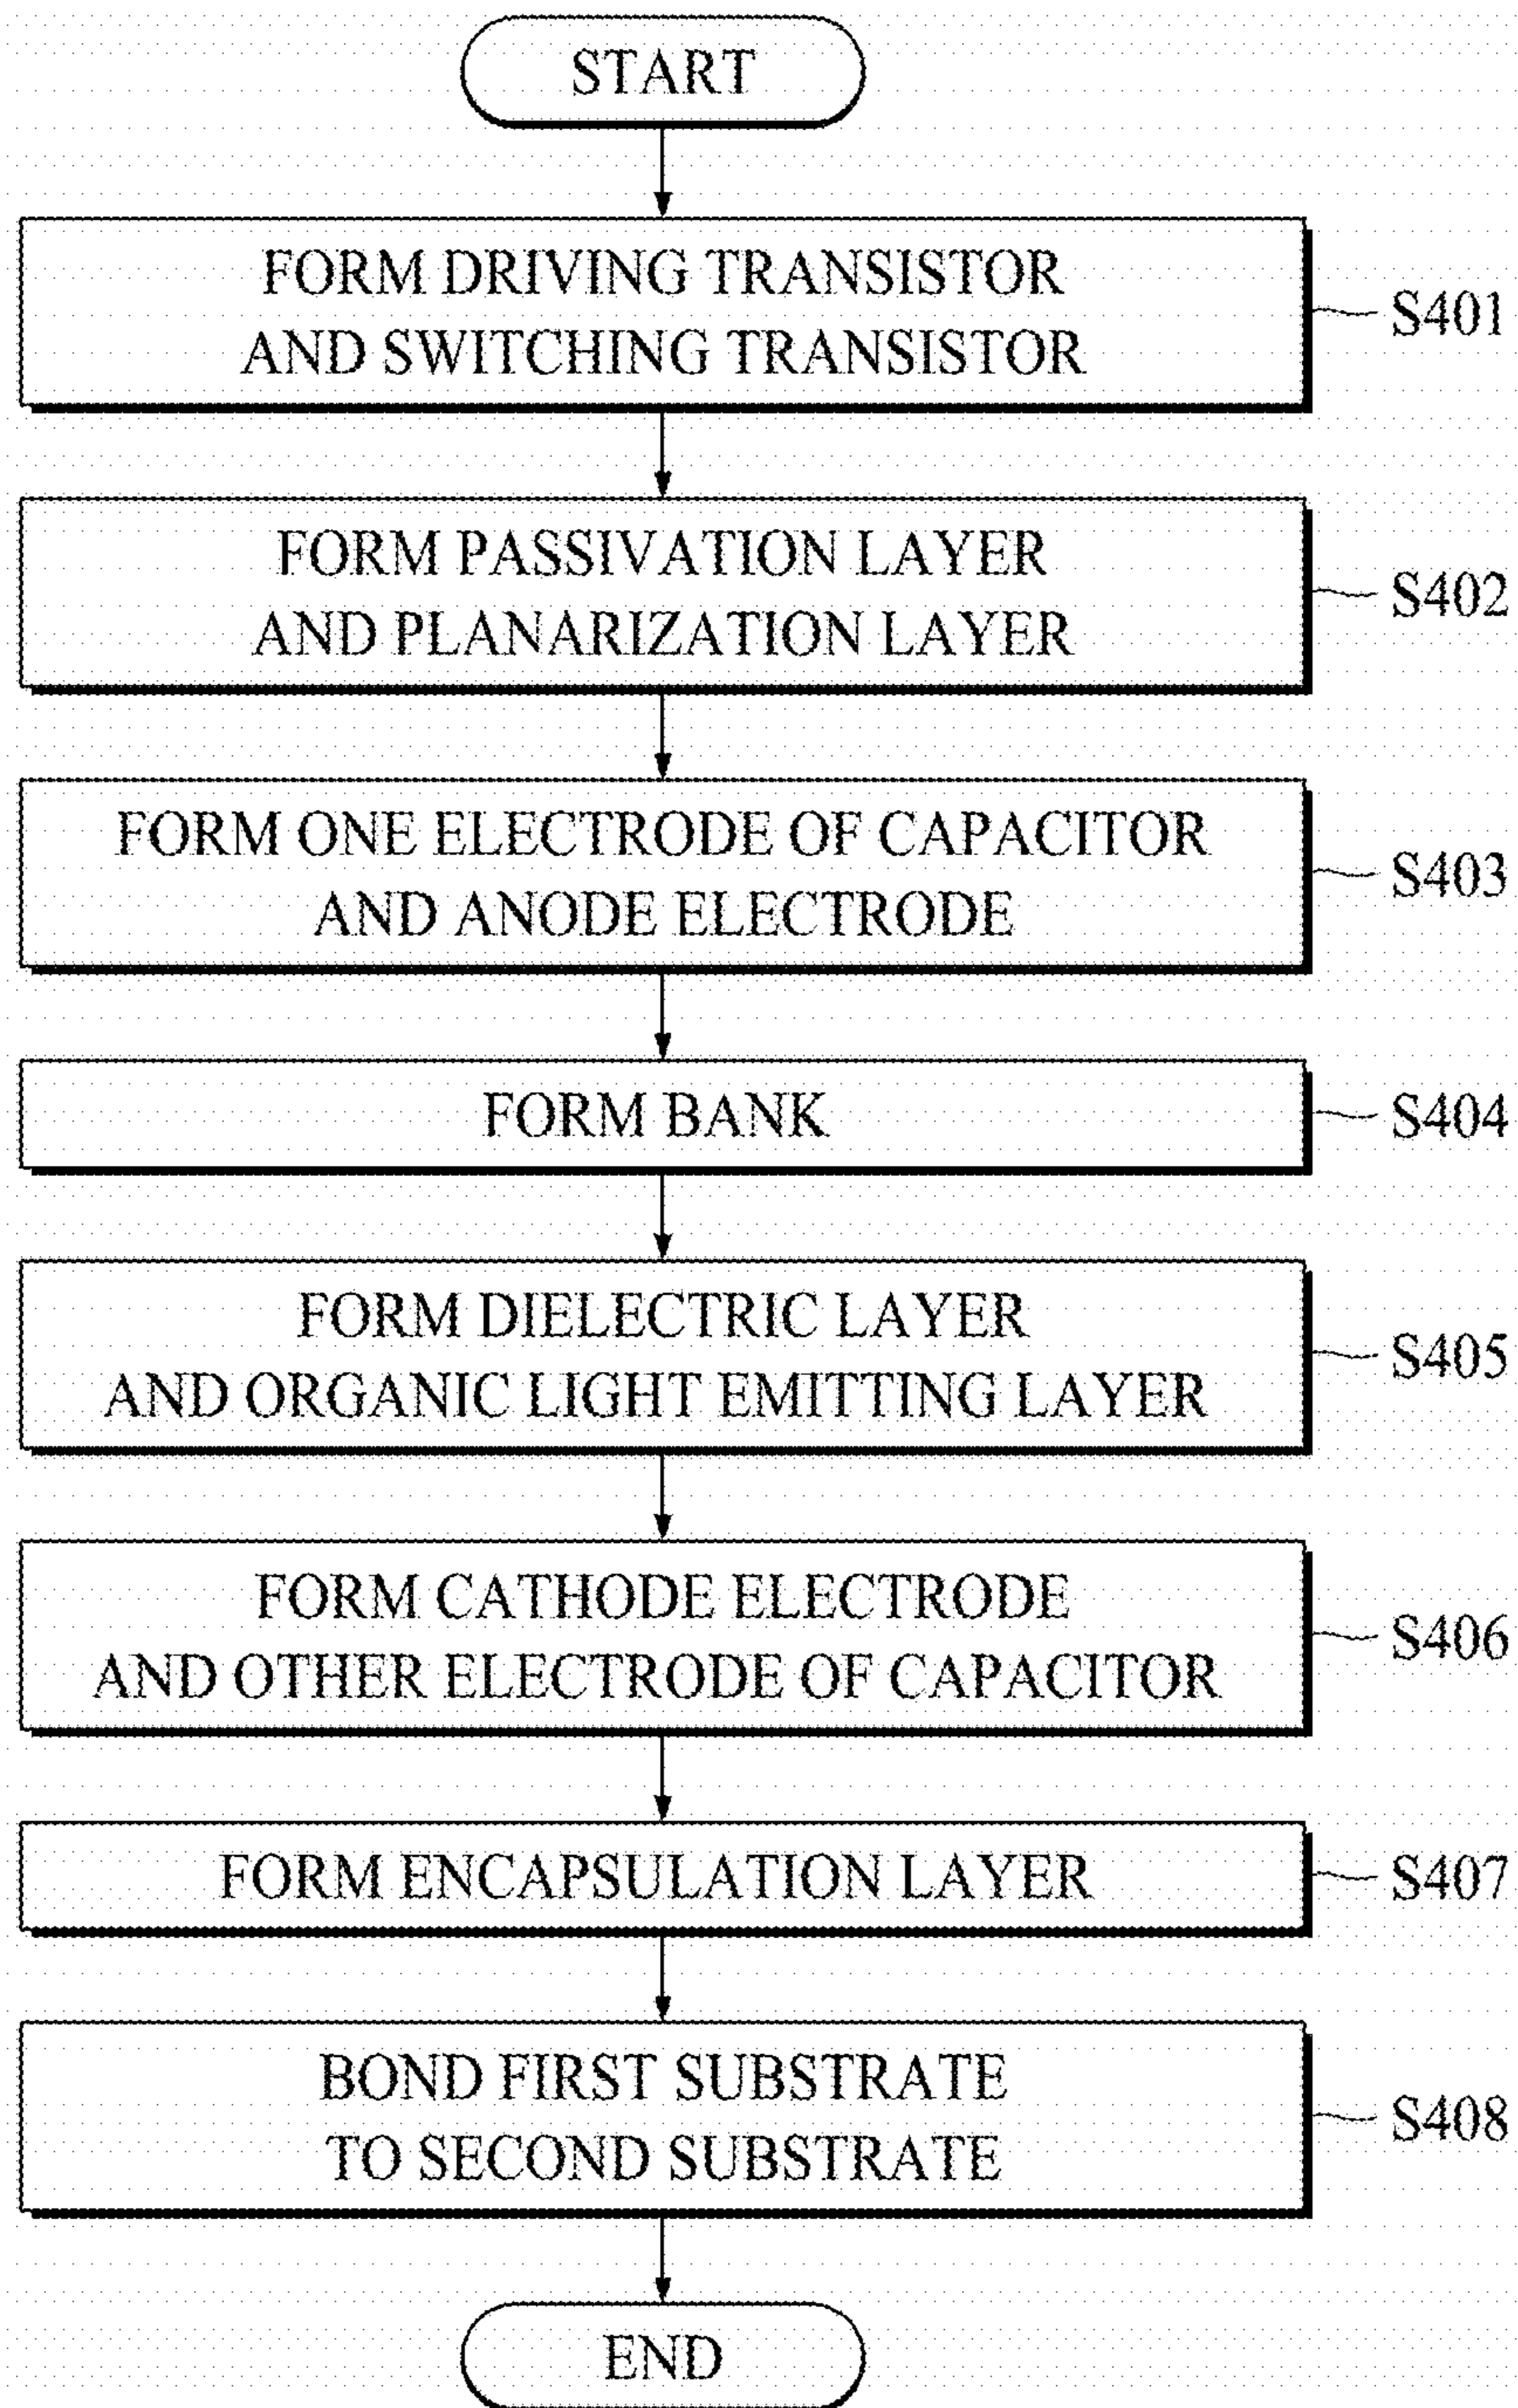 START
FORM DRIVING TRANSISTOR
AND SWITCHING TRANSISTOR
S401
FORM PASSIVATION LAYER
AND PLANARIZATION LAYER
S402
FORM ONE ELECTRODE OF CAPACITOR
AND ANODE ELECTRODE
S403
FORM BANK
S404
FORM DIELECTRIC LAYER
AND ORGANIC LIGHT EMITTING LAYER
S405
FORM CATHODE ELECTRODE
AND OTHER ELECTRODE OF CAPACITOR
S406
FORM ENCAPSULATION LAYER
S407
BOND FIRST SUBSTRATE
TO SECOND SUBSTRATE
S408
END